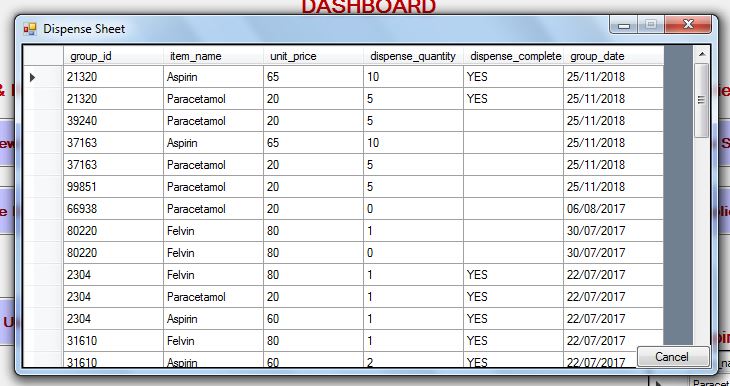 DASHBOARD
Dispense Sheet
group_id item_name unit_price dispense_quantity dispense_complete group_date
21320 Aspirin 65 10 YES 25/11/2018
21320 Paracetamol 20 5 YES 25/11/2018
39240 Paracetamol 20 5 25/11/2018
37163 Aspirin 65 10 25/11/2018
37163 Paracetamol 20 5 25/11/2018
99851 Paracetamol 20 5 25/11/2018
66938 Paracetamol 20 0 06/08/2017
80220 Felvin 80 1 30/07/2017
80220 Felvin 80 0 30/07/2017
2304 Felvin 80 1 YES 22/07/2017
2304 Paracetamol 20 1 YES 22/07/2017
2304 Aspirin 60 1 YES 22/07/2017
31610 Felvin 80 1 YES 22/07/2017
31610 Aspirin 60 2 YES 22/07/2017
Cancel
Paracet